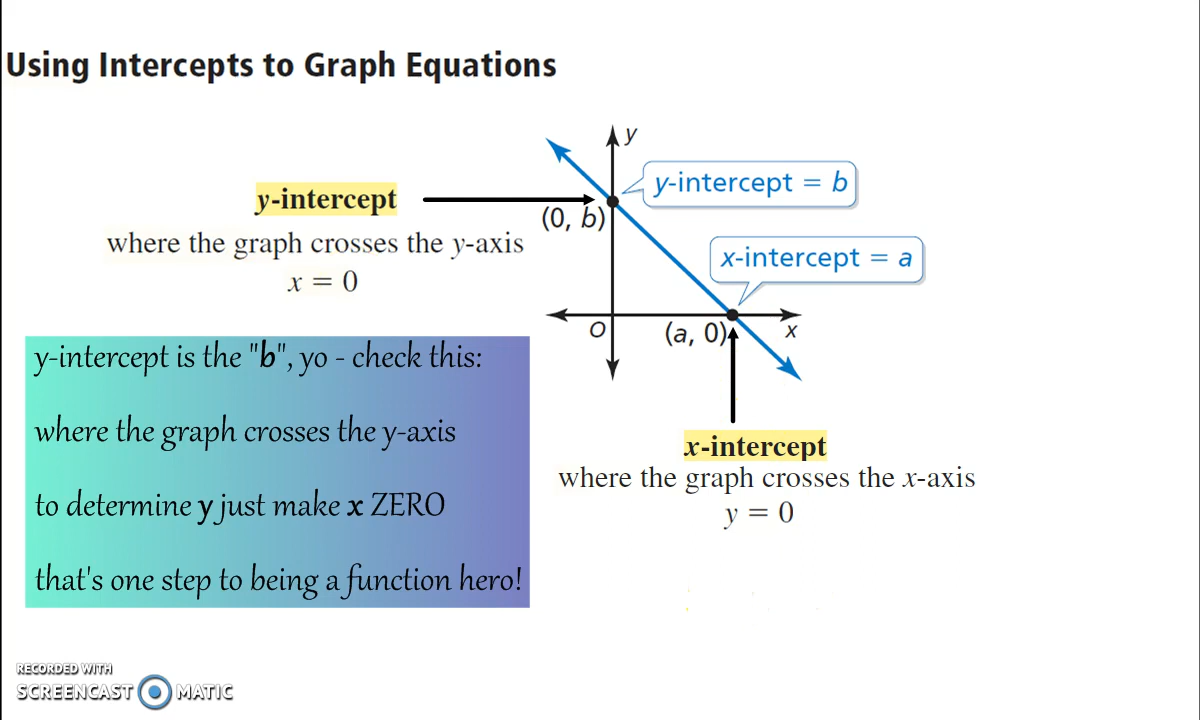 Using Intercepts to Graph Equations
y
y-intercept
y-intercept = b
(0, b)
where the graph crosses the y-axis
x = 0
x-intercept = a
O
(a, 0)
x
y-intercept is the "b", yo - check this:
where the graph crosses the y-axis
to determine y just make x ZERO
that's one step to being a function hero!
x-intercept
where the graph crosses the x-axis
y = 0
RECORDED WITH
SCREENCAST MATIC